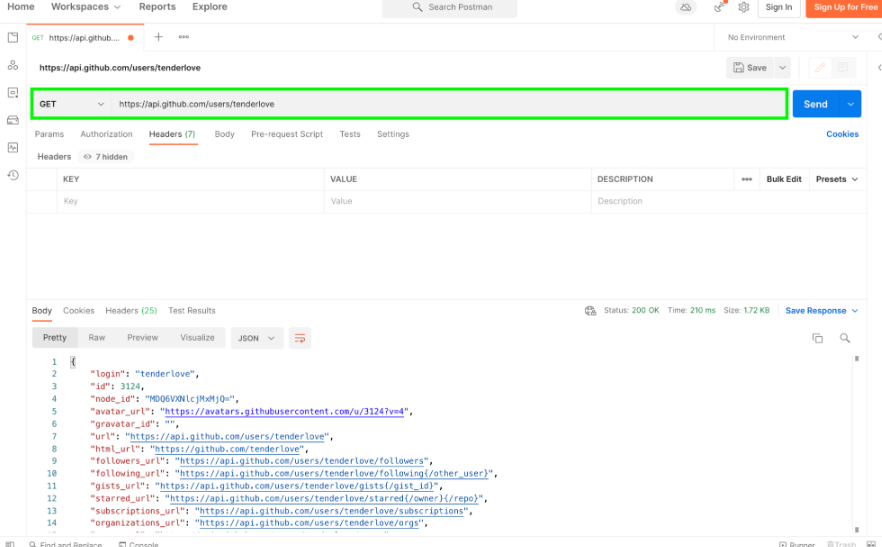 Home Workspaces Reports Explore Search Postman Sign In Sign Up for Free
GET https://api.github.... No Environment
https://api.github.com/users/tenderlove Save
GET https://api.github.com/users/tenderlove Send
Params Authorization Headers (7) Body Pre-request Script Tests Settings Cookies
Headers 7 hidden
KEY VALUE DESCRIPTION Bulk Edit Presets
Key Value Description
Body Cookies Headers (25) Test Results Status: 200 OK Time: 210 ms Size: 1.72 KB Save Response
Pretty Raw Preview Visualize JSON
1 {
2 "login": "tenderlove",
3 "id": 3124,
4 "node_id": "MDQ6VXNlcjMxMjQ=",
5 "avatar_url": "https://avatars.githubusercontent.com/u/3124?v=4",
6 "gravatar_id": "",
7 "url": "https://api.github.com/users/tenderlove",
8 "html_url": "https://github.com/tenderlove",
9 "followers_url": "https://api.github.com/users/tenderlove/followers",
10 "following_url": "https://api.github.com/users/tenderlove/following{/other_user}",
11 "gists_url": "https://api.github.com/users/tenderlove/gists{/gist_id}",
12 "starred_url": "https://api.github.com/users/tenderlove/starred{/owner}{/repo}",
13 "subscriptions_url": "https://api.github.com/users/tenderlove/subscriptions",
14 "organizations_url": "https://api.github.com/users/tenderlove/orgs",
Find and Replace Console Runner Trash